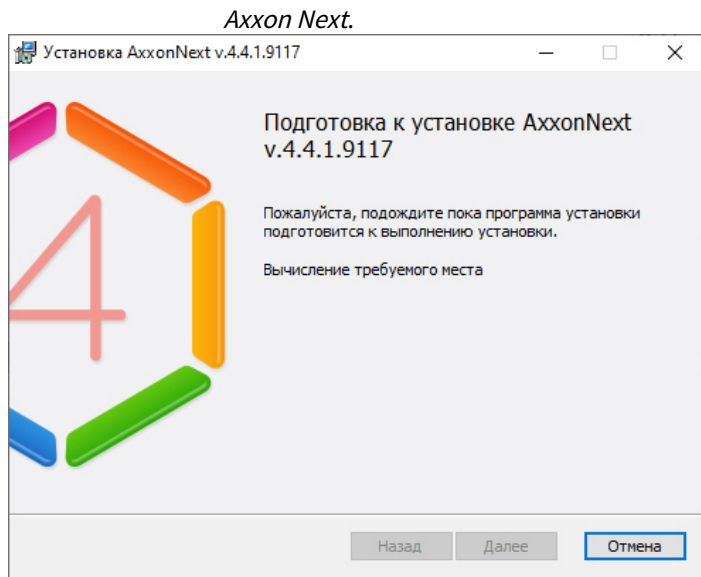 Axxon Next.
Установка AxxonNext v.4.4.1.9117
Подготовка к установке AxxonNext
v.4.4.1.9117
Пожалуйста, подождите пока программа установки
подготовится к выполнению установки.
Вычисление требуемого места
4
Назад
Далее
Отмена